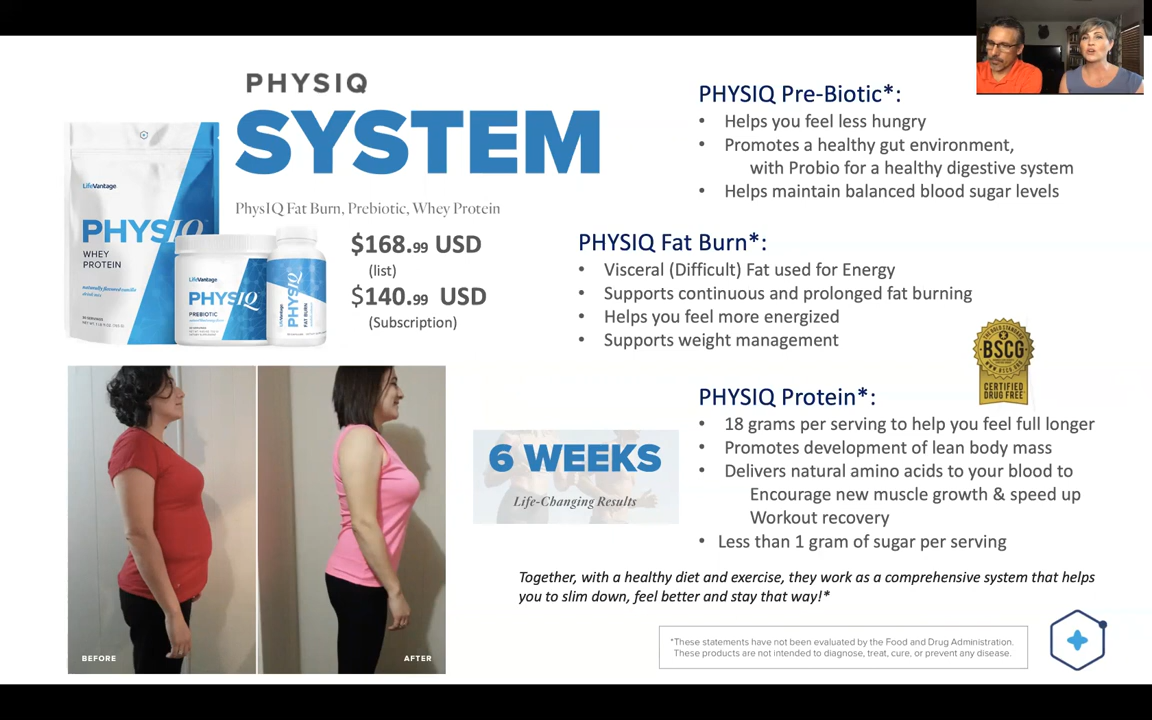 PHYSIQ
SYSTEM
PhysIQ Fat Burn, Prebiotic, Whey Protein
$168.99 USD
(list)
$140.99 USD
(Subscription)
LifeVantage
PHYSIQ
WHEY
PROTEIN
naturally flavored vanilla
drink mix
LifeVantage
PHYSIQ
PREBIOTIC
LifeVantage
PHYSIQ
FAT BURN
BEFORE
AFTER
6 WEEKS
Life-Changing Results
PHYSIQ Pre-Biotic*:
• Helps you feel less hungry
• Promotes a healthy gut environment,
with Probio for a healthy digestive system
• Helps maintain balanced blood sugar levels
PHYSIQ Fat Burn*:
• Visceral (Difficult) Fat used for Energy
• Supports continuous and prolonged fat burning
• Helps you feel more energized
• Supports weight management
BSCG
WWW.BSCG.ORG
CERTIFIED
DRUG FREE
PHYSIQ Protein*:
• 18 grams per serving to help you feel full longer
• Promotes development of lean body mass
• Delivers natural amino acids to your blood to
Encourage new muscle growth & speed up
Workout recovery
• Less than 1 gram of sugar per serving
Together, with a healthy diet and exercise, they work as a comprehensive system that helps
you to slim down, feel better and stay that way!*
*These statements have not been evaluated by the Food and Drug Administration.
These products are not intended to diagnose, treat, cure, or prevent any disease.